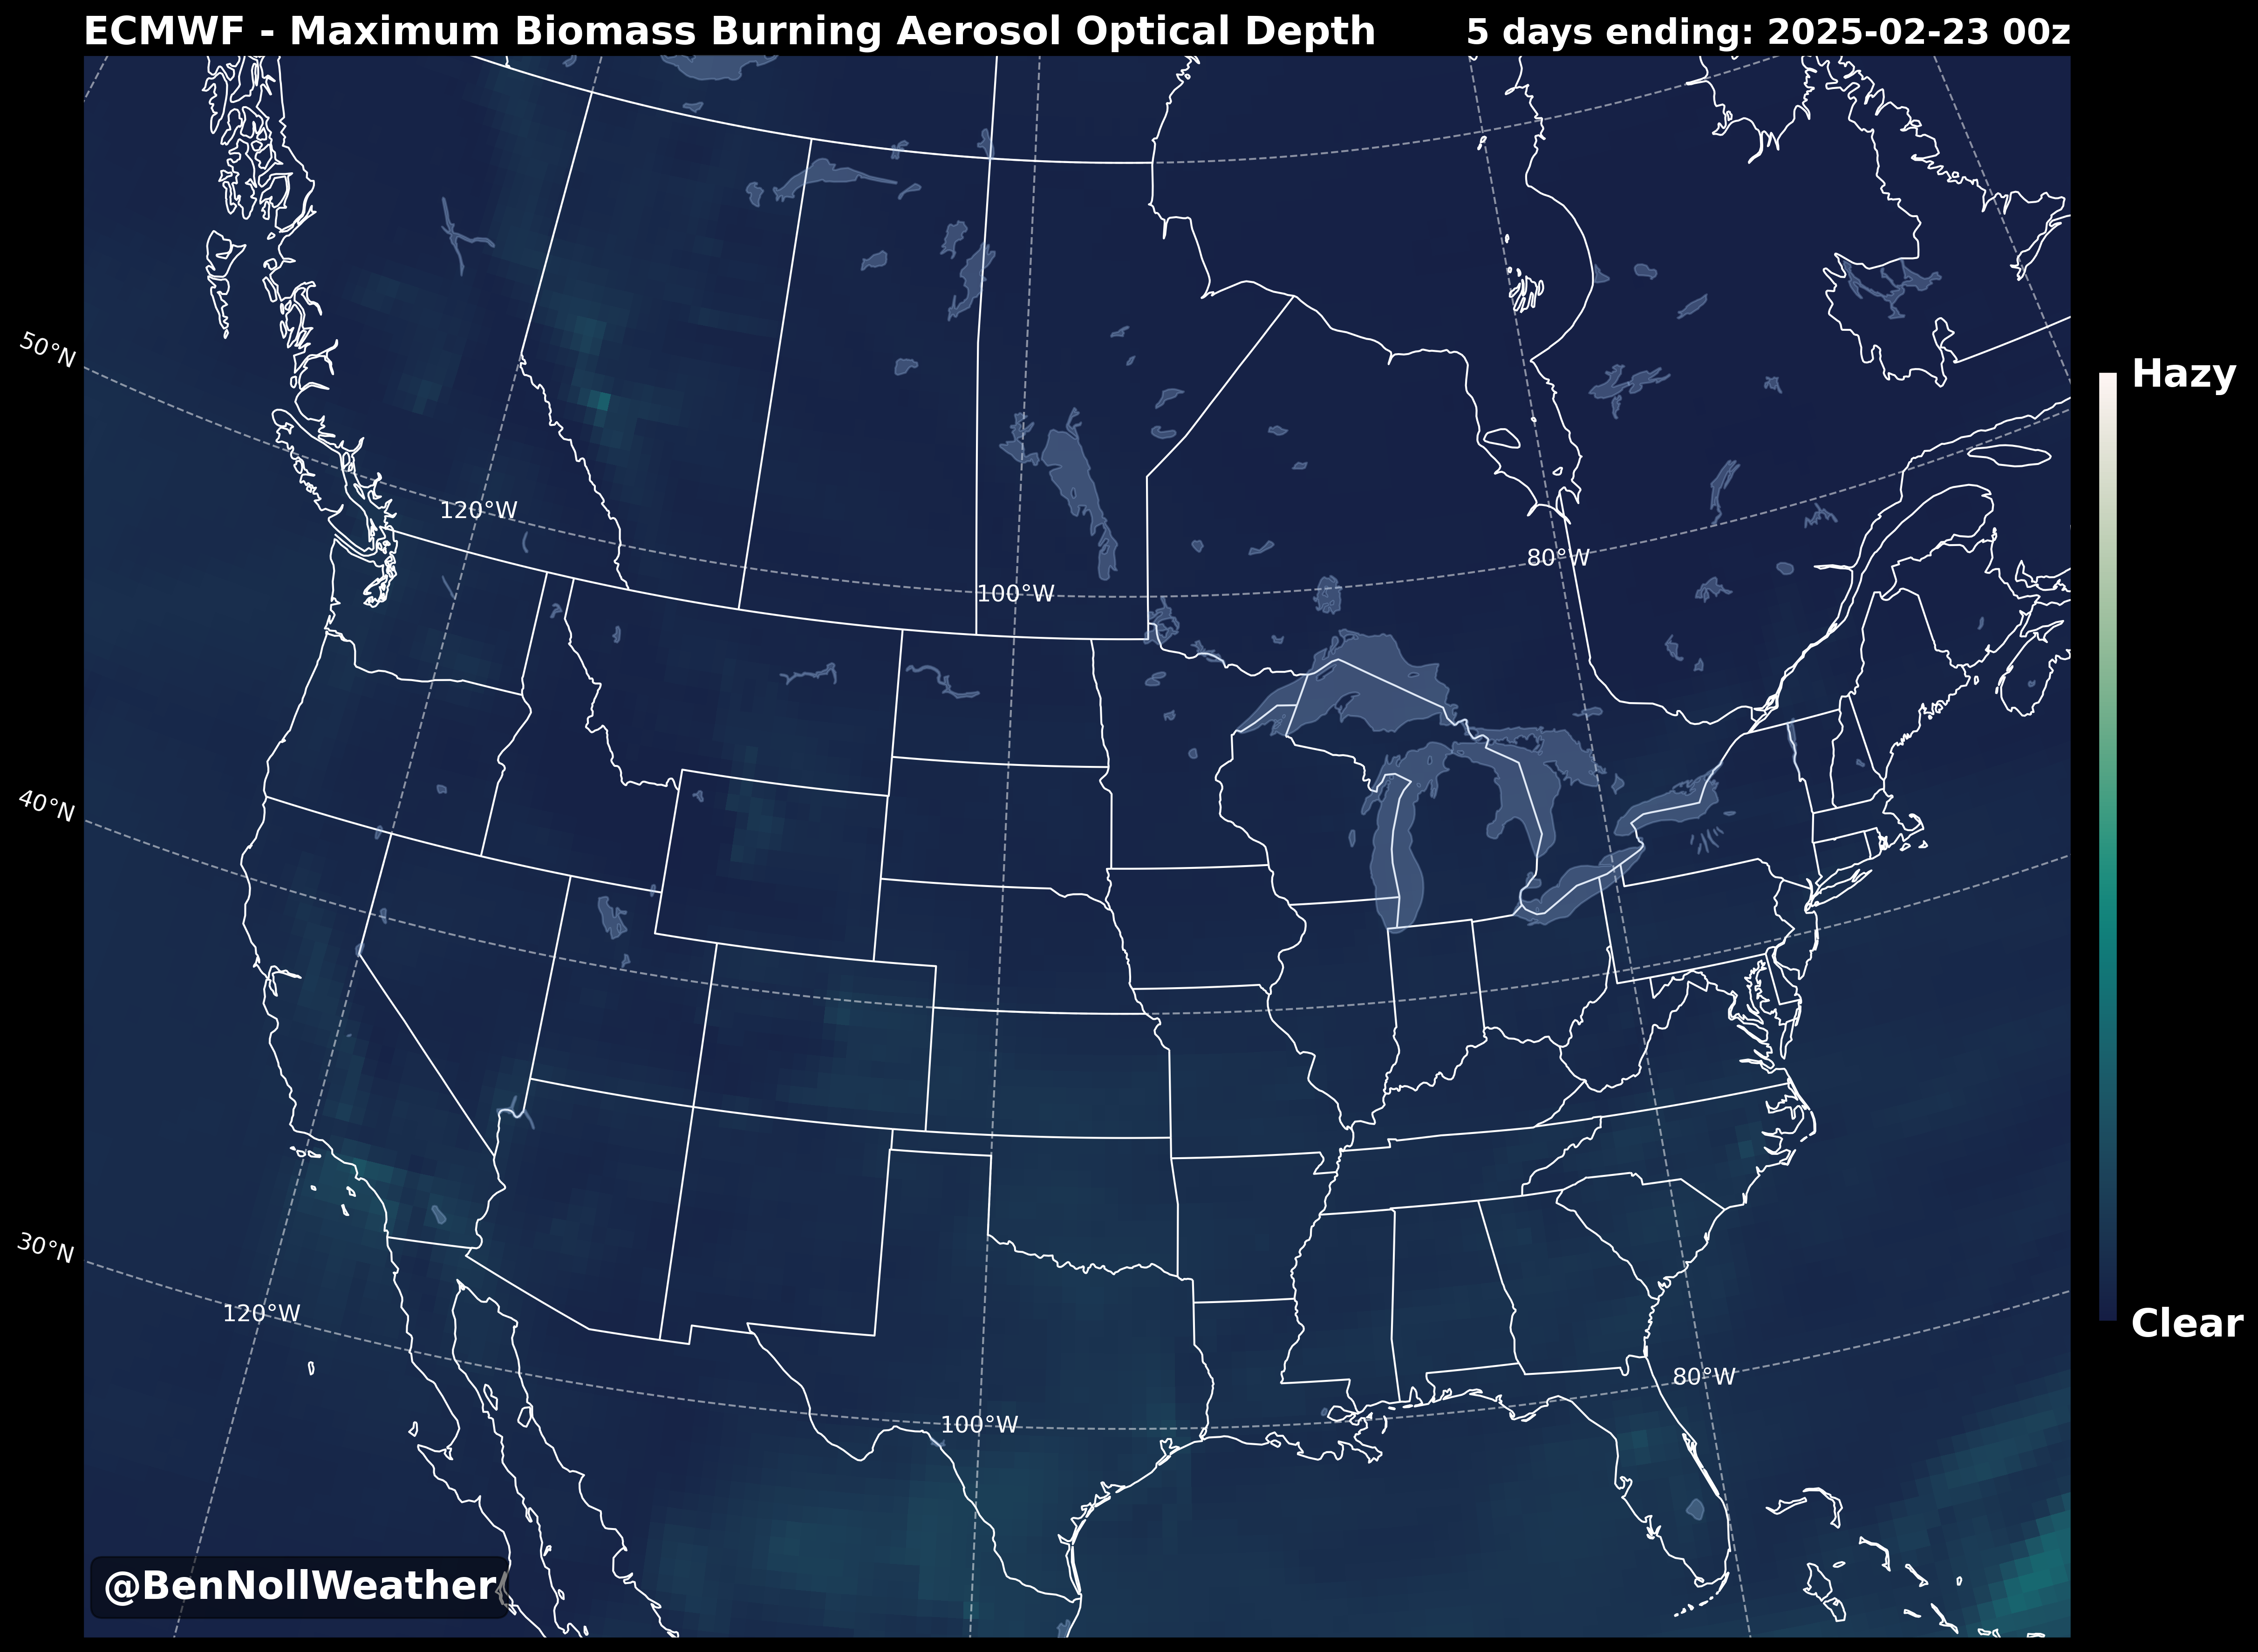 ECMWF - Maximum Biomass Burning Aerosol Optical Depth
5 days ending: 2025-02-23 00z
50°N
Hazy
120°W
80°W
100°W
40°N
30°N
120°W
Clear
80°W
100°W
@BenNollWeather